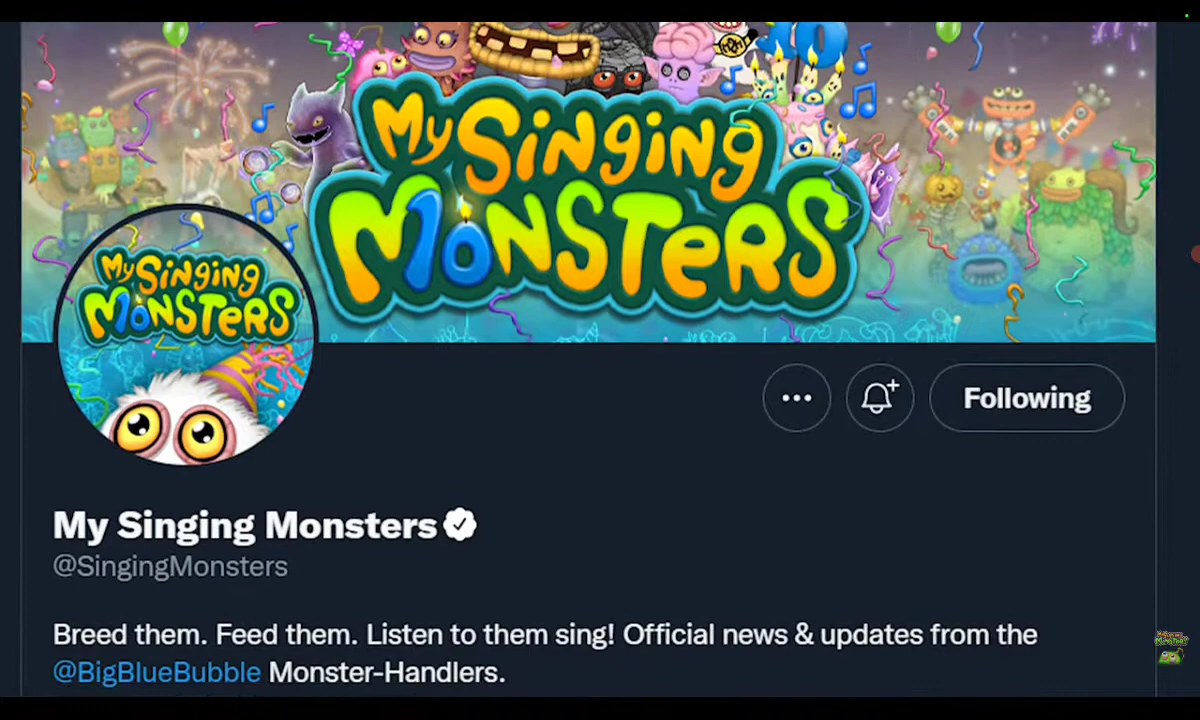 My Singing
Monsters
My Singing
Monsters
Following
My Singing Monsters
@SingingMonsters
Breed them. Feed them. Listen to them sing! Official news & updates from the
@BigBlueBubble Monster-Handlers.